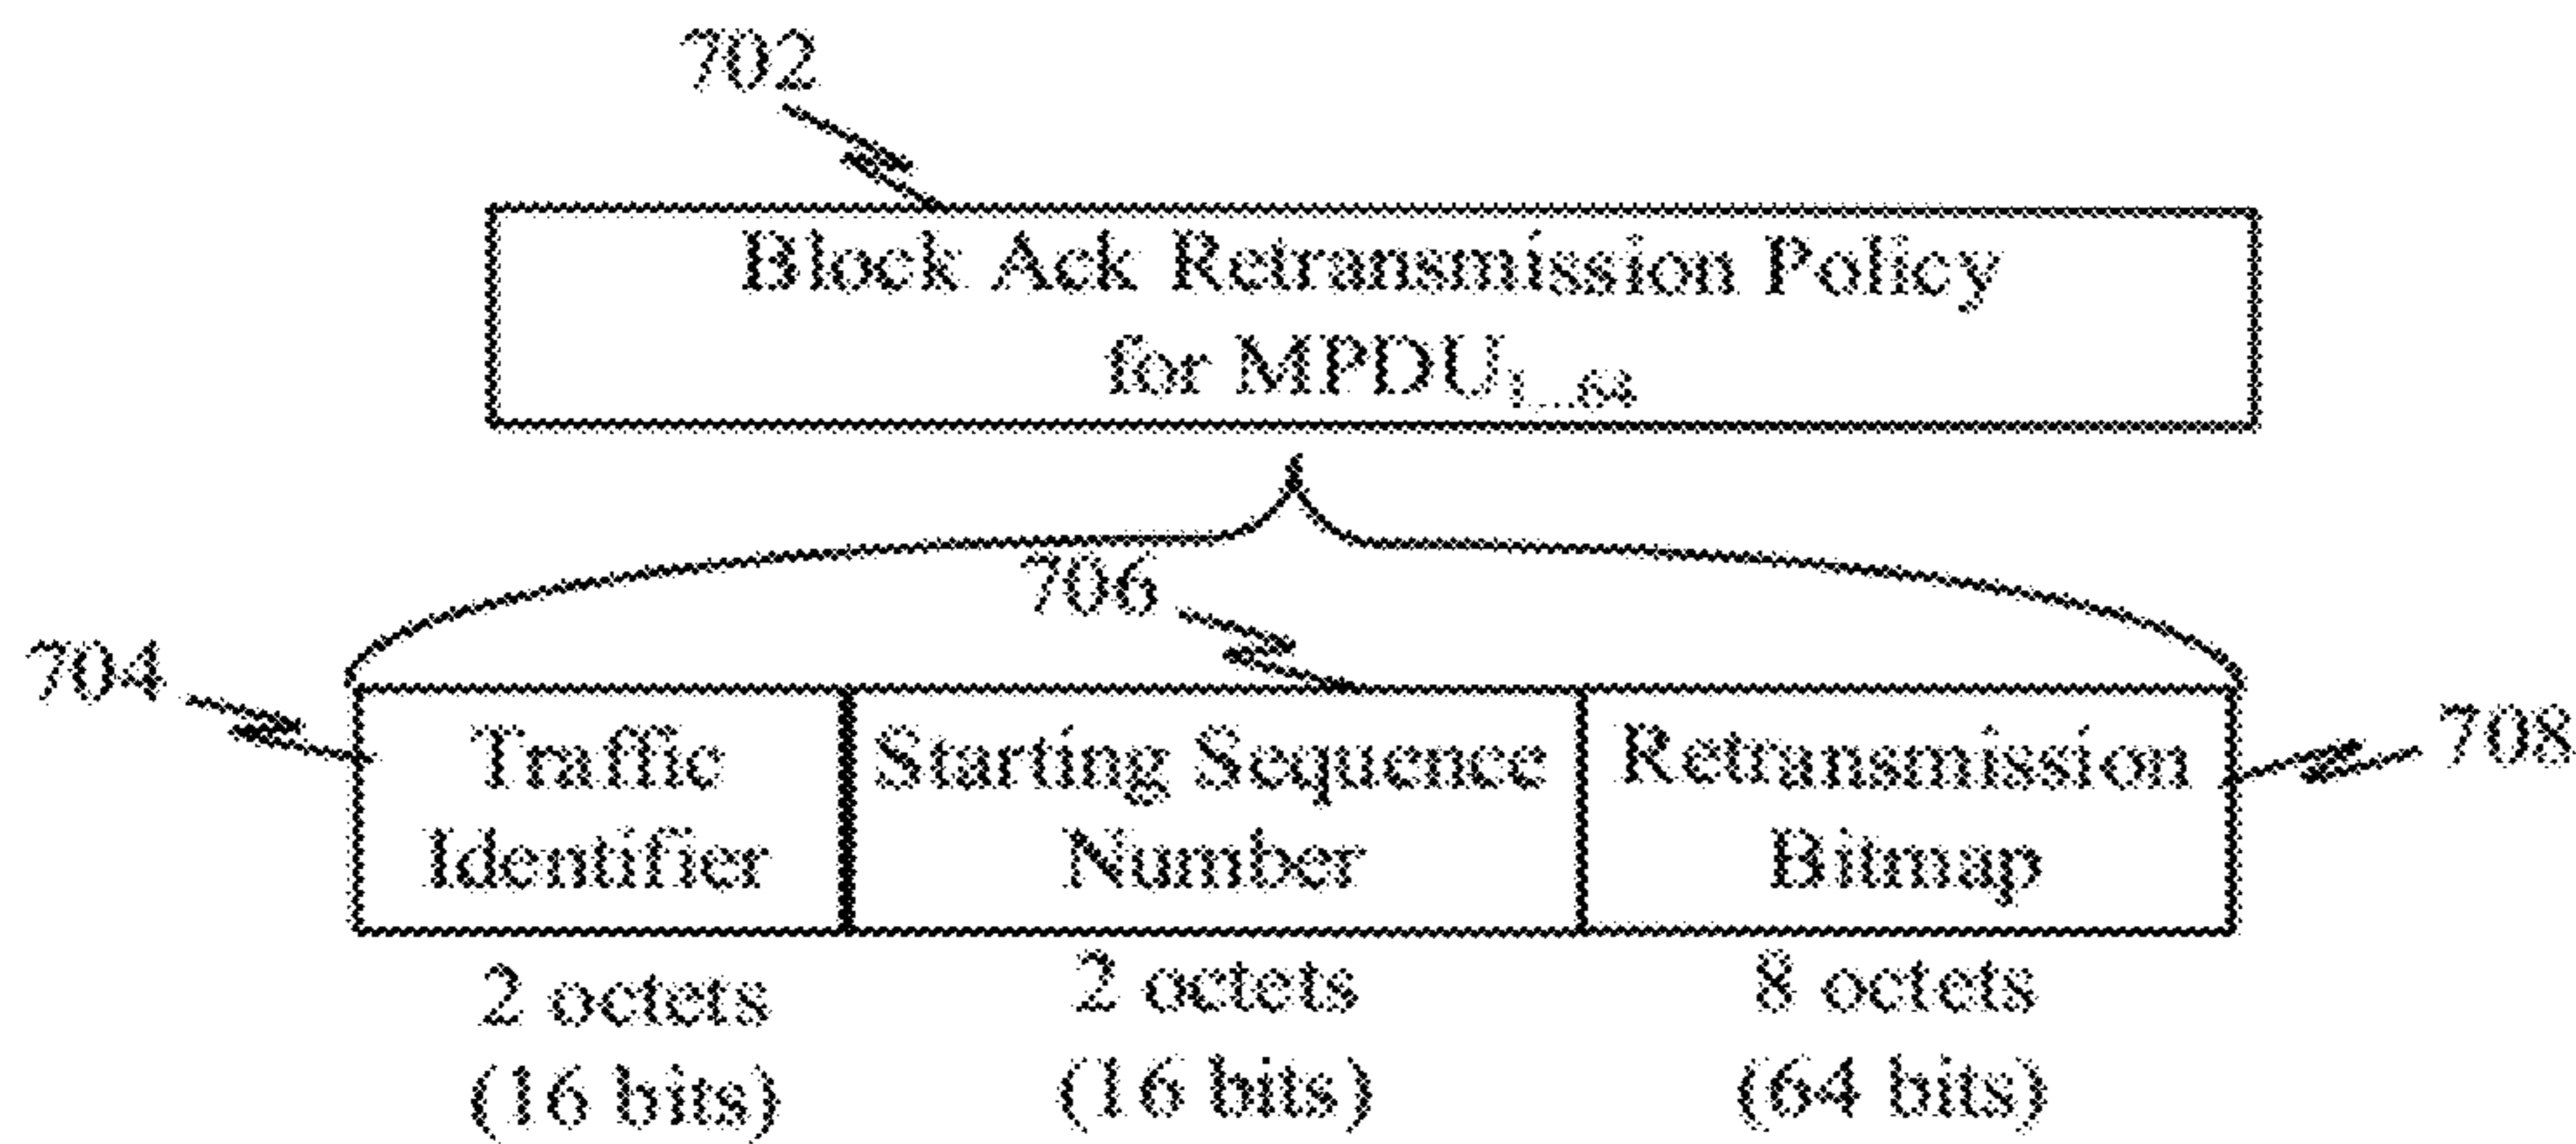 702
Block Ack Retransmission Policy
for MPDU1...64
706
704
708
Traffic
Identifier
Starting Sequence
Number
Retransmission
Bitmap
2 octets
(16 bits)
2 octets
(16 bits)
8 octets
(64 bits)